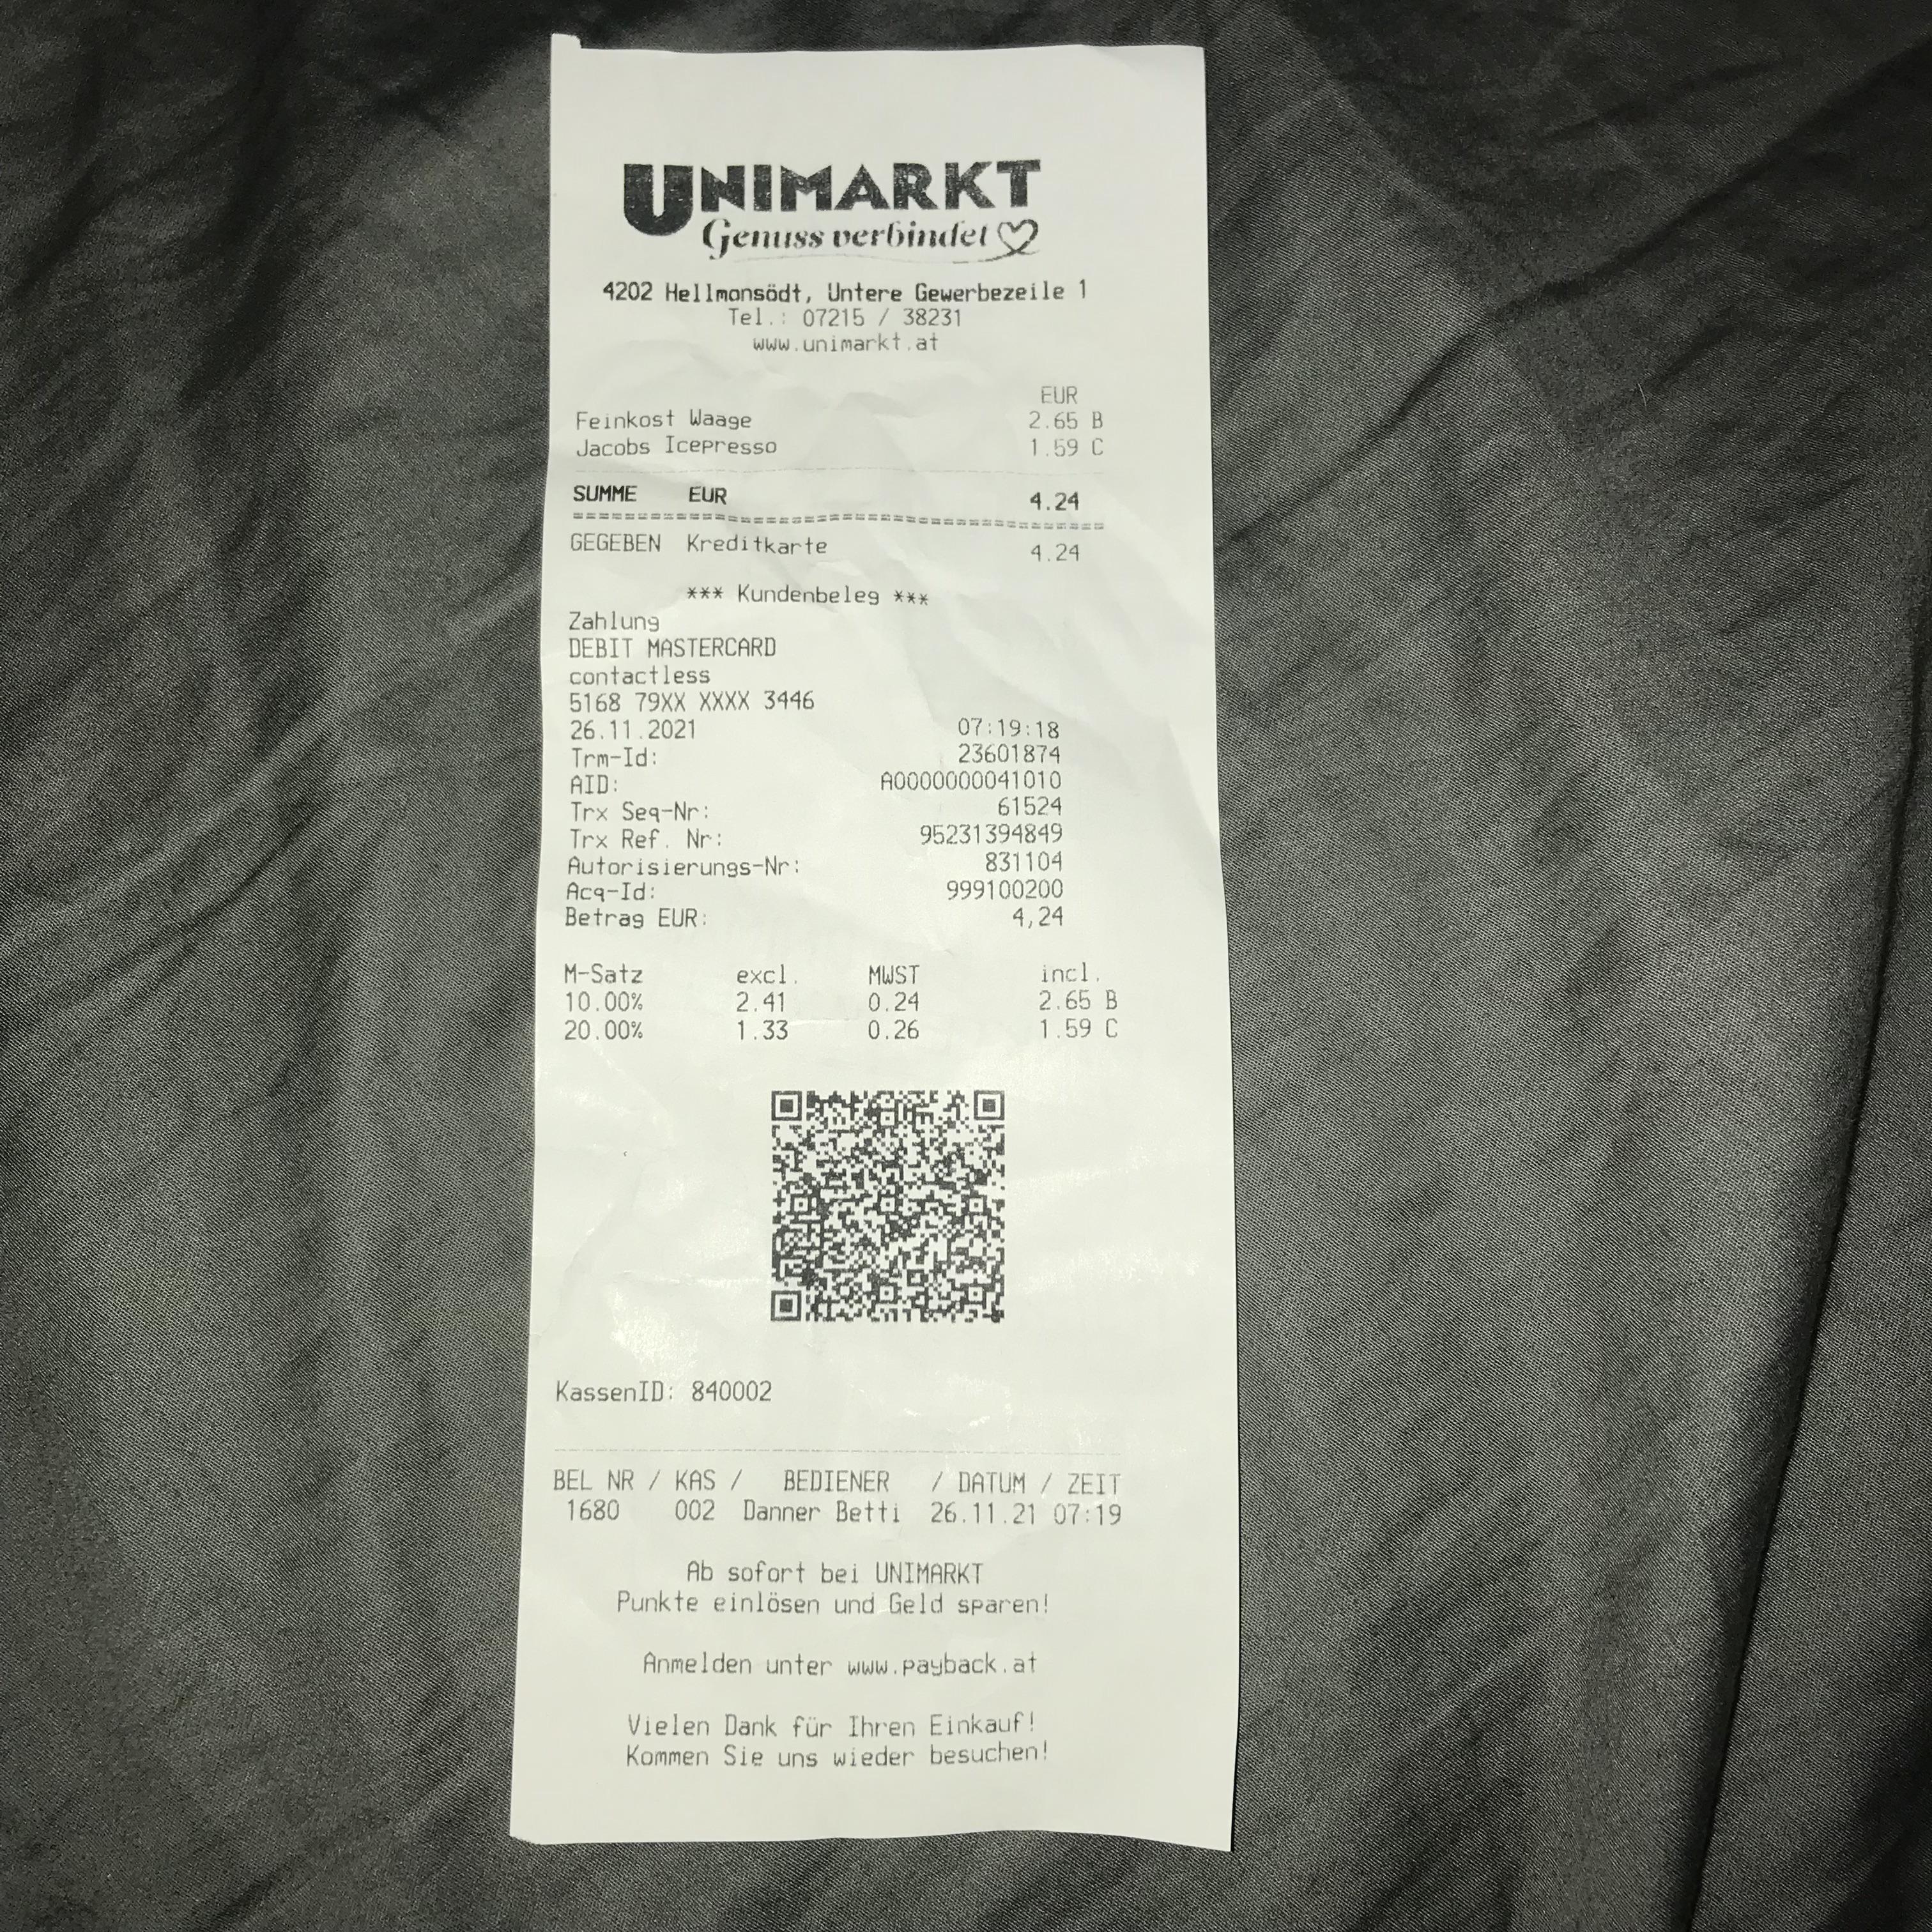 UNIMARKT
Genuss verbindet
4202 Hellmonsödt, Untere Gewerbezeile 1
Tel.: 07215 / 38231
www.unimarkt.at
EUR
Feinkost Waage 2.65 B
Jacobs Icepresso 1.59 C
SUMME EUR 4.24
GEGEBEN Kreditkarte 4.24
*** Kundenbeleg ***
Zahlung
DEBIT MASTERCARD
contactless
5168 79XX XXXX 3446
26.11.2021 07:19:18
Trm-Id: 23601874
AID: A0000000041010
Trx Seq-Nr: 61524
Trx Ref. Nr: 95231394849
Autorisierungs-Nr: 831104
Acq-Id: 999100200
Betrag EUR: 4,24
M-Satz excl. MWST incl.
10.00% 2.41 0.24 2.65 B
20.00% 1.33 0.26 1.59 C
KassenID: 840002
BEL NR / KAS / BEDIENER / DATUM / ZEIT
1680 002 Danner Betti 26.11.21 07:19
Ab sofort bei UNIMARKT
Punkte einlösen und Geld sparen!
Anmelden unter www.payback.at
Vielen Dank für Ihren Einkauf!
Kommen Sie uns wieder besuchen!